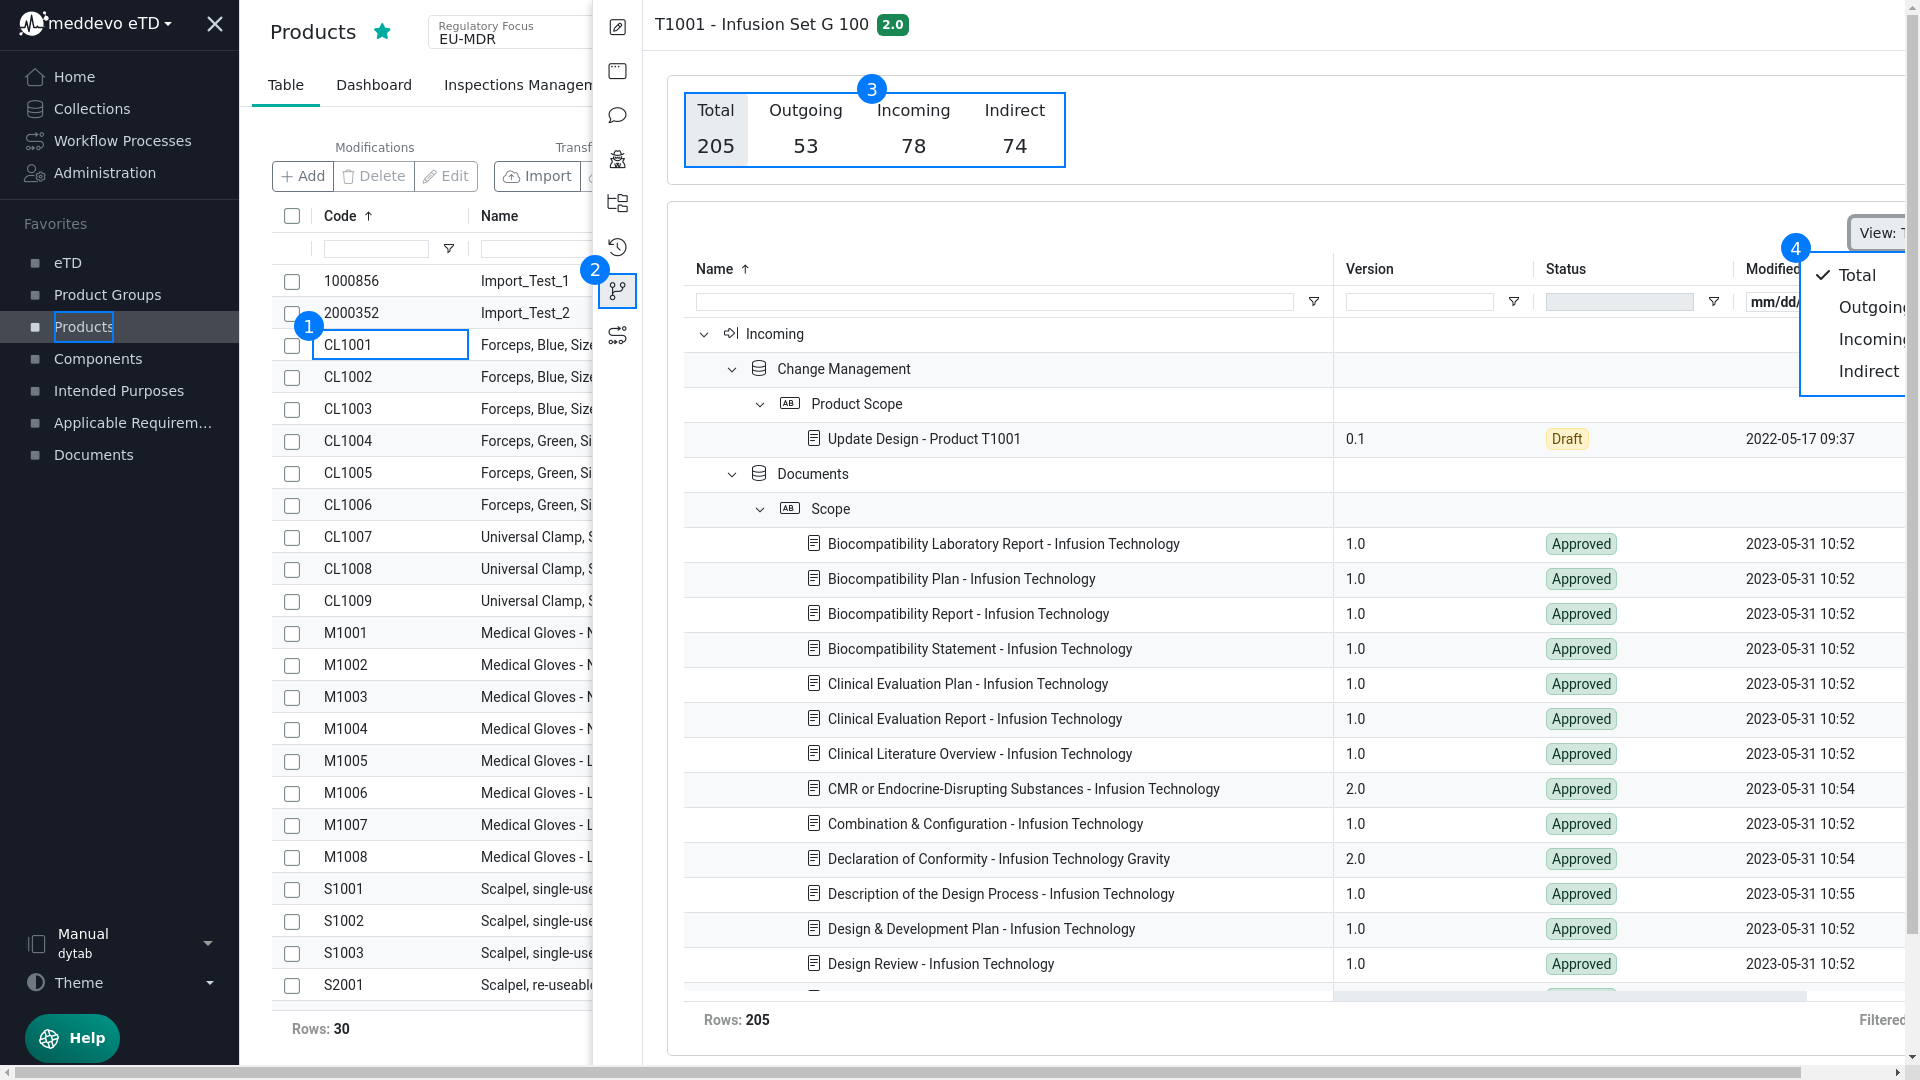 meddevo eTD
Home
Collections
Workflow Processes
Administration
Favorites
eTD
Product Groups
Products
Components
Intended Purposes
Applicable Requirem...
Documents
Manual
dytab
Theme
Help
Products
Regulatory Focus
EU-MDR
Table Dashboard Inspections Managem
Modifications Transf
Add Delete Edit Import
Code Name
1000856 Import_Test_1
2000352 Import_Test_2
1
CL1001 Forceps, Blue, Size
CL1002 Forceps, Blue, Size
CL1003 Forceps, Blue, Size
CL1004 Forceps, Green, Si
CL1005 Forceps, Green, Si
CL1006 Forceps, Green, Si
CL1007 Universal Clamp, S
CL1008 Universal Clamp, S
CL1009 Universal Clamp, S
M1001 Medical Gloves - N
M1002 Medical Gloves - N
M1003 Medical Gloves - N
M1004 Medical Gloves - N
M1005 Medical Gloves - L
M1006 Medical Gloves - L
M1007 Medical Gloves - L
M1008 Medical Gloves - L
S1001 Scalpel, single-use
S1002 Scalpel, single-use
S1003 Scalpel, single-use
S2001 Scalpel, re-useable
Rows: 30
2
T1001 - Infusion Set G 100 2.0
3
Total Outgoing Incoming Indirect
205 53 78 74
View: T
4
Total
Outgoing
Incoming
Indirect
Name Version Status Modified
mm/dd/
Incoming
Change Management
AB Product Scope
Update Design - Product T1001 0.1 Draft 2022-05-17 09:37
Documents
AB Scope
Biocompatibility Laboratory Report - Infusion Technology 1.0 Approved 2023-05-31 10:52
Biocompatibility Plan - Infusion Technology 1.0 Approved 2023-05-31 10:52
Biocompatibility Report - Infusion Technology 1.0 Approved 2023-05-31 10:52
Biocompatibility Statement - Infusion Technology 1.0 Approved 2023-05-31 10:52
Clinical Evaluation Plan - Infusion Technology 1.0 Approved 2023-05-31 10:52
Clinical Evaluation Report - Infusion Technology 1.0 Approved 2023-05-31 10:52
Clinical Literature Overview - Infusion Technology 1.0 Approved 2023-05-31 10:52
CMR or Endocrine-Disrupting Substances - Infusion Technology 2.0 Approved 2023-05-31 10:54
Combination & Configuration - Infusion Technology 1.0 Approved 2023-05-31 10:52
Declaration of Conformity - Infusion Technology Gravity 2.0 Approved 2023-05-31 10:54
Description of the Design Process - Infusion Technology 1.0 Approved 2023-05-31 10:55
Design & Development Plan - Infusion Technology 1.0 Approved 2023-05-31 10:52
Design Review - Infusion Technology 1.0 Approved 2023-05-31 10:52
Rows: 205 Filtered